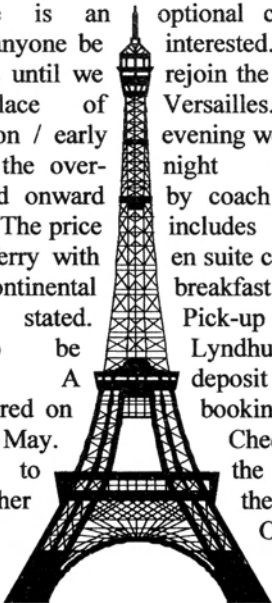 e is an optional c
anyone be interested.
until we rejoin the
lace of Versailles.
on / early evening w
the over- night
d onward by coach
The price includes
erry with en suite c
ontinental breakfast
stated. Pick-up
be Lyndhu
A deposit
red on booking
May. Chec
to the
her the
O